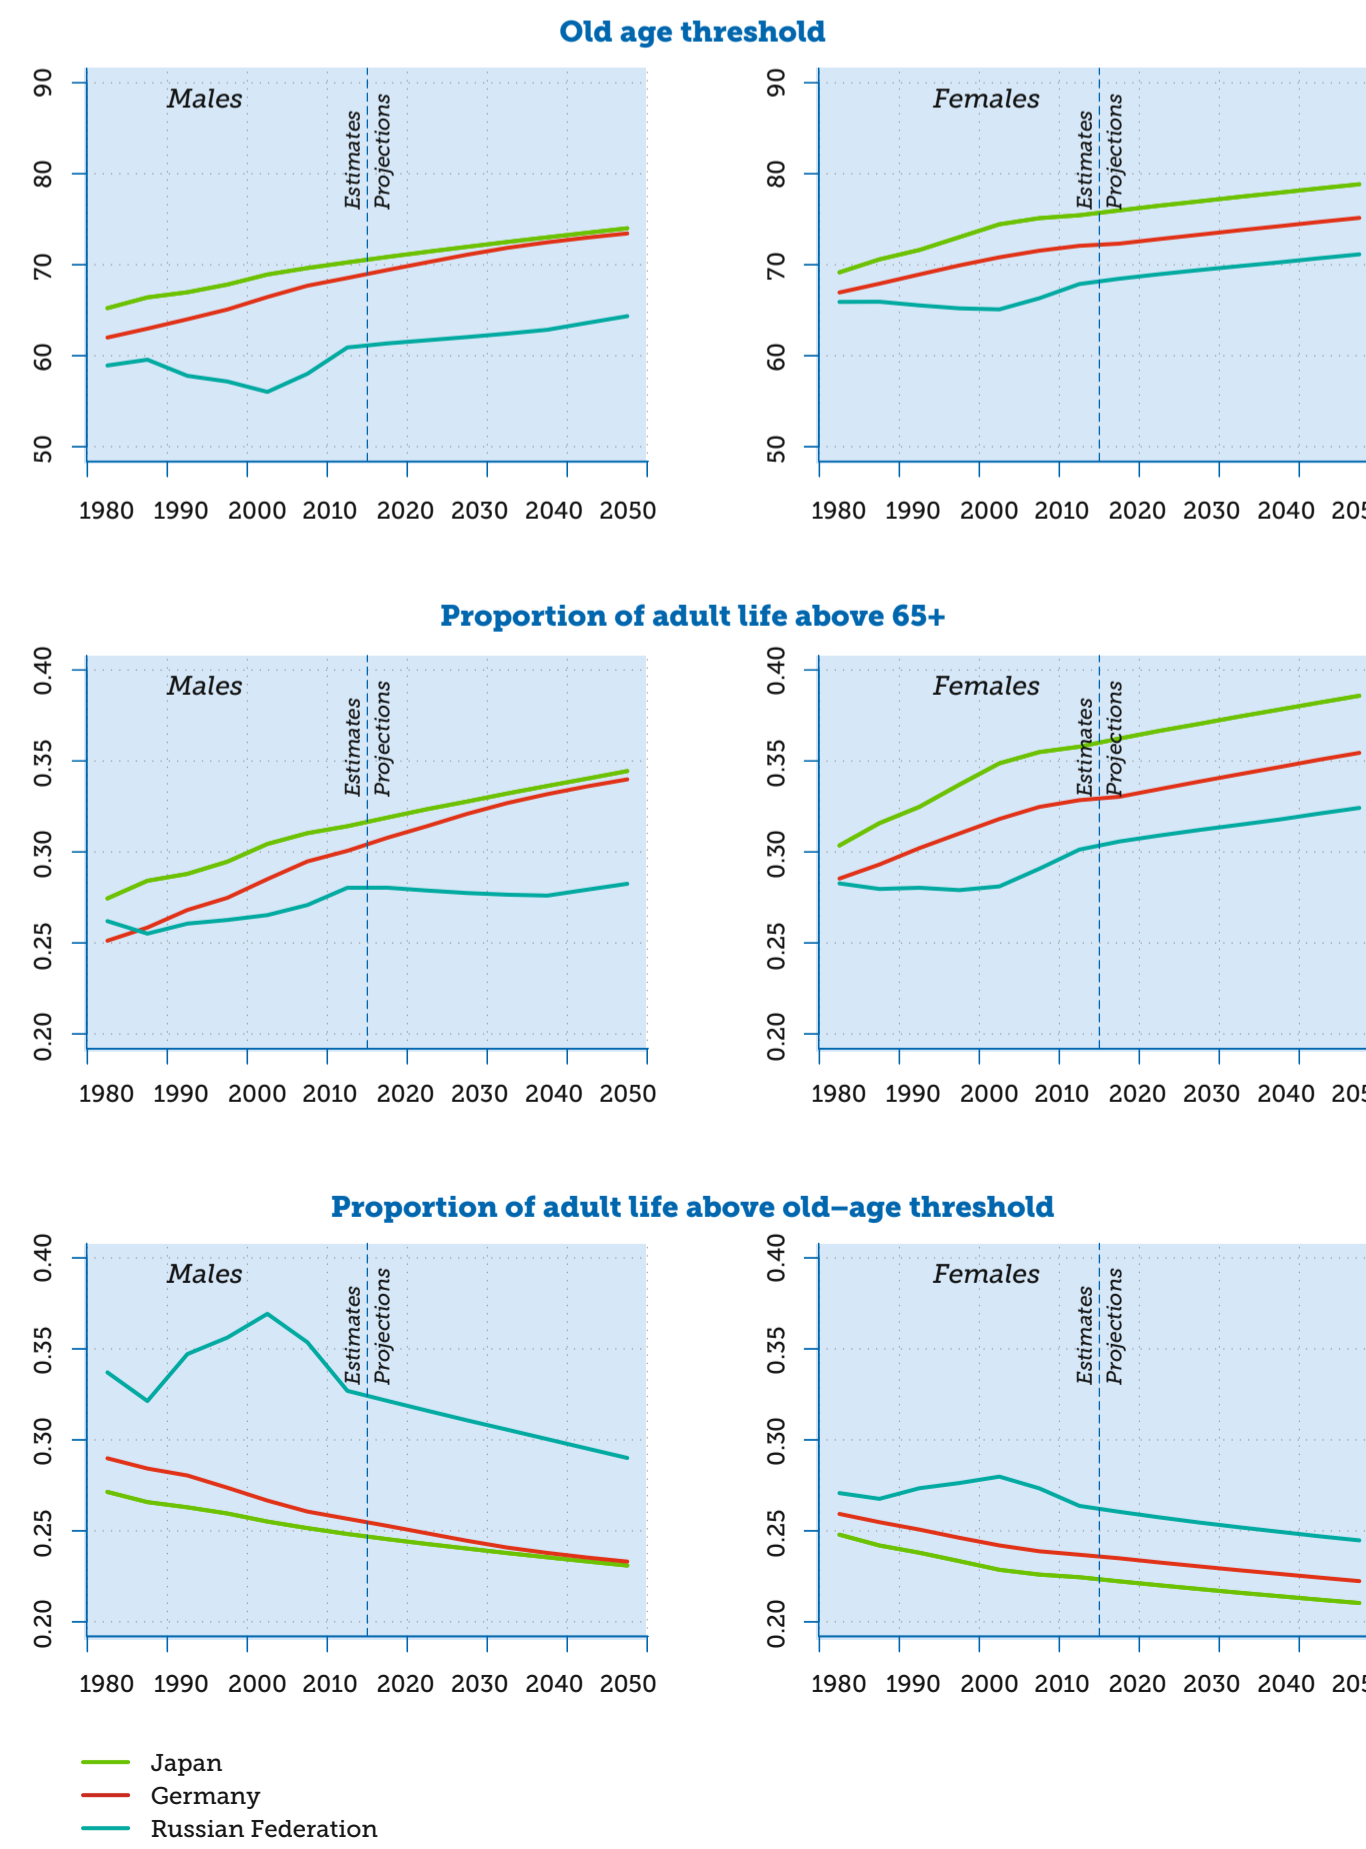 Old age threshold
Males
Estimates
Projections
90
80
70
60
50
1980 1990 2000 2010 2020 2030 2040 2050
Females
Estimates
Projections
90
80
70
60
50
1980 1990 2000 2010 2020 2030 2040 205
Proportion of adult life above 65+
Males
Estimates
Projections
0.40
0.35
0.30
0.25
0.20
1980 1990 2000 2010 2020 2030 2040 2050
Females
Estimates
Projections
0.40
0.35
0.30
0.25
0.20
1980 1990 2000 2010 2020 2030 2040 205
Proportion of adult life above old–age threshold
Males
Estimates
Projections
0.40
0.35
0.30
0.25
0.20
1980 1990 2000 2010 2020 2030 2040 2050
Females
Estimates
Projections
0.40
0.35
0.30
0.25
0.20
1980 1990 2000 2010 2020 2030 2040 205
Japan
Germany
Russian Federation